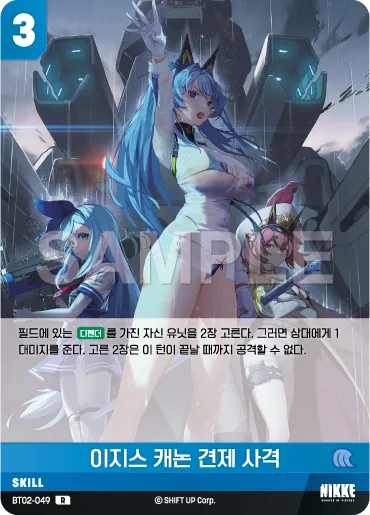 3
SAMPLE
필드에 있는 디펜더 를 가진 자신 유닛을 2장 고른다. 그러면 상대에게 1
대미지를 준다. 고른 2장은 이 턴이 끝날 때까지 공격할 수 없다.
이지스 캐논 견제 사격
SKILL
BT02-049 R
© SHIFT UP Corp.
NIKKE
GODDESS OF VICTORY